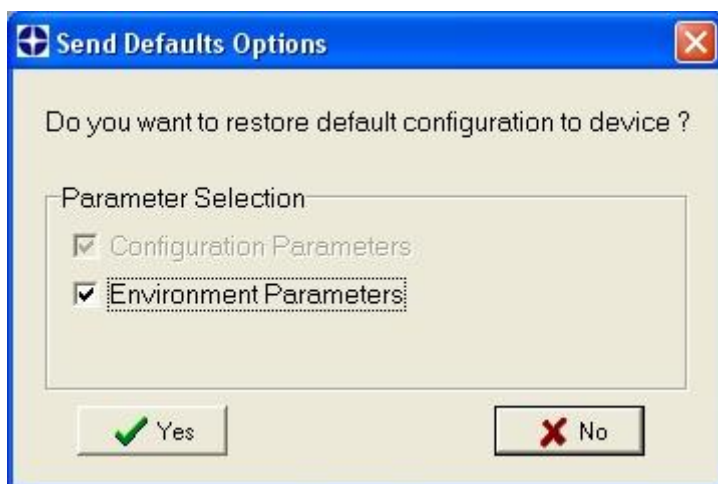 Send Defaults Options
Do you want to restore default configuration to device ?
Parameter Selection
Configuration Parameters
Environment Parameters
Yes
No